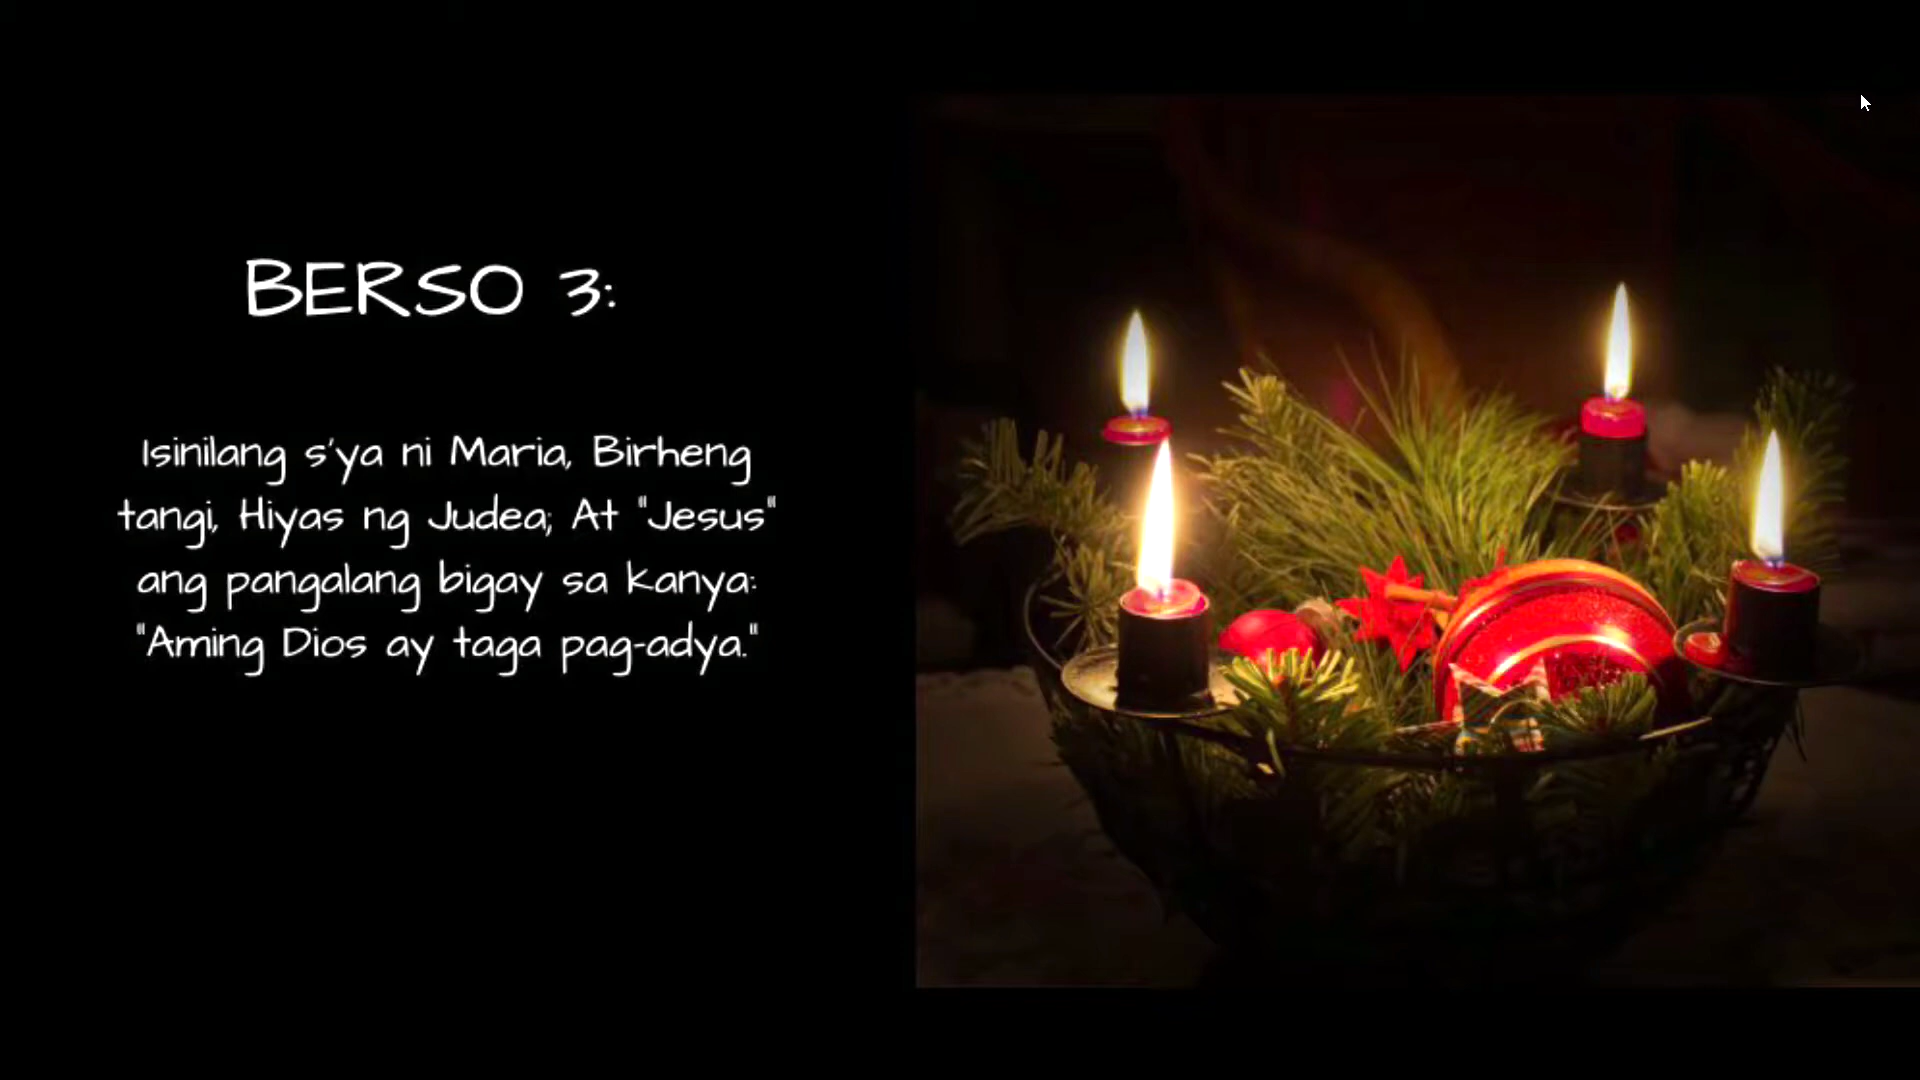 BERSO 3:
Isinilang s'ya ni Maria, Birheng
tangi, Hiyas ng Judea; At "Jesus"
ang pangalang bigay sa kanya:
"Aming Dios ay taga pag-adya."